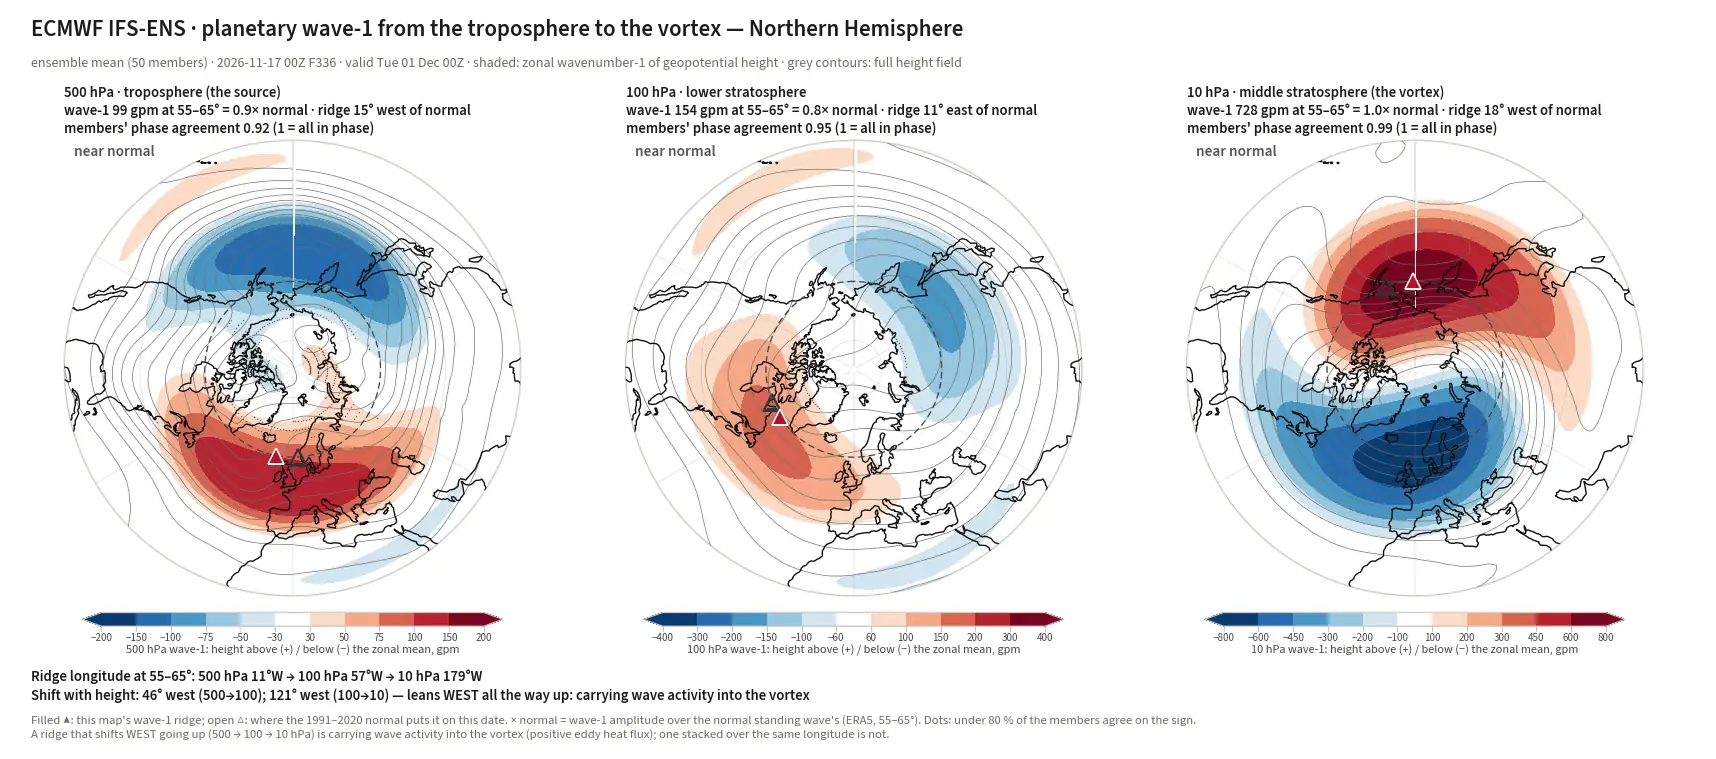 ECMWF IFS-ENS · planetary wave-1 from the troposphere to the vortex — Northern Hemisphere
ensemble mean (50 members) · 2026-11-17 00Z F336 · valid Tue 01 Dec 00Z · shaded: zonal wavenumber-1 of geopotential height · grey contours: full height field
500 hPa · troposphere (the source)
wave-1 99 gpm at 55–65° = 0.9× normal · ridge 15° west of normal
members' phase agreement 0.92 (1 = all in phase)
near normal
100 hPa · lower stratosphere
wave-1 154 gpm at 55–65° = 0.8× normal · ridge 11° east of normal
members' phase agreement 0.95 (1 = all in phase)
near normal
10 hPa · middle stratosphere (the vortex)
wave-1 728 gpm at 55–65° = 1.0× normal · ridge 18° west of normal
members' phase agreement 0.99 (1 = all in phase)
near normal
−200 −150 −100 −75 −50 −30 30 50 75 100 150 200
500 hPa wave-1: height above (+) / below (−) the zonal mean, gpm
−400 −300 −200 −150 −100 −60 60 100 150 200 300 400
100 hPa wave-1: height above (+) / below (−) the zonal mean, gpm
−800 −600 −450 −300 −200 −100 100 200 300 450 600 800
10 hPa wave-1: height above (+) / below (−) the zonal mean, gpm
Ridge longitude at 55–65°: 500 hPa 11°W → 100 hPa 57°W → 10 hPa 179°W
Shift with height: 46° west (500→100); 121° west (100→10) — leans WEST all the way up: carrying wave activity into the vortex
Filled ▲: this map's wave-1 ridge; open △: where the 1991–2020 normal puts it on this date. × normal = wave-1 amplitude over the normal standing wave's (ERA5, 55–65°). Dots: under 80 % of the members agree on the sign.
A ridge that shifts WEST going up (500 → 100 → 10 hPa) is carrying wave activity into the vortex (positive eddy heat flux); one stacked over the same longitude is not.